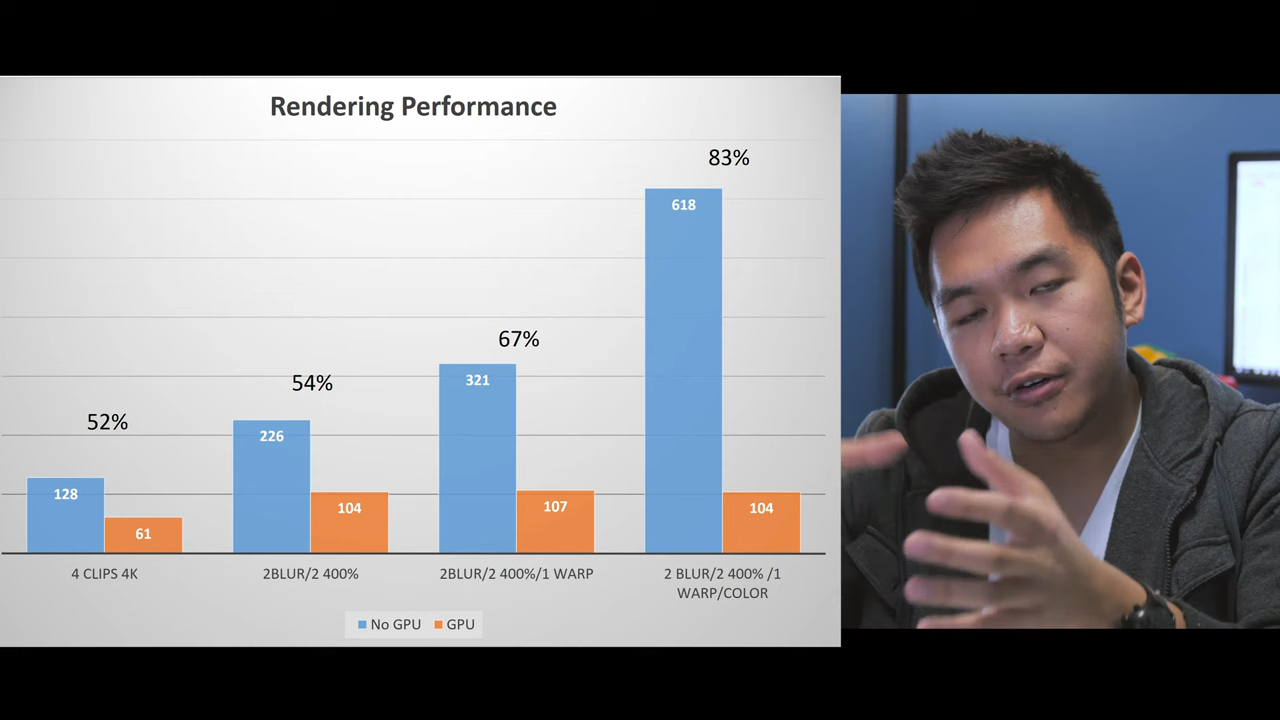 Rendering Performance
83%
618
67%
321
54%
52%
226
128
104
107
104
61
4 CLIPS 4K
2BLUR/2 400%
2BLUR/2 400%/1 WARP
2 BLUR/2 400% /1
WARP/COLOR
No GPU
GPU